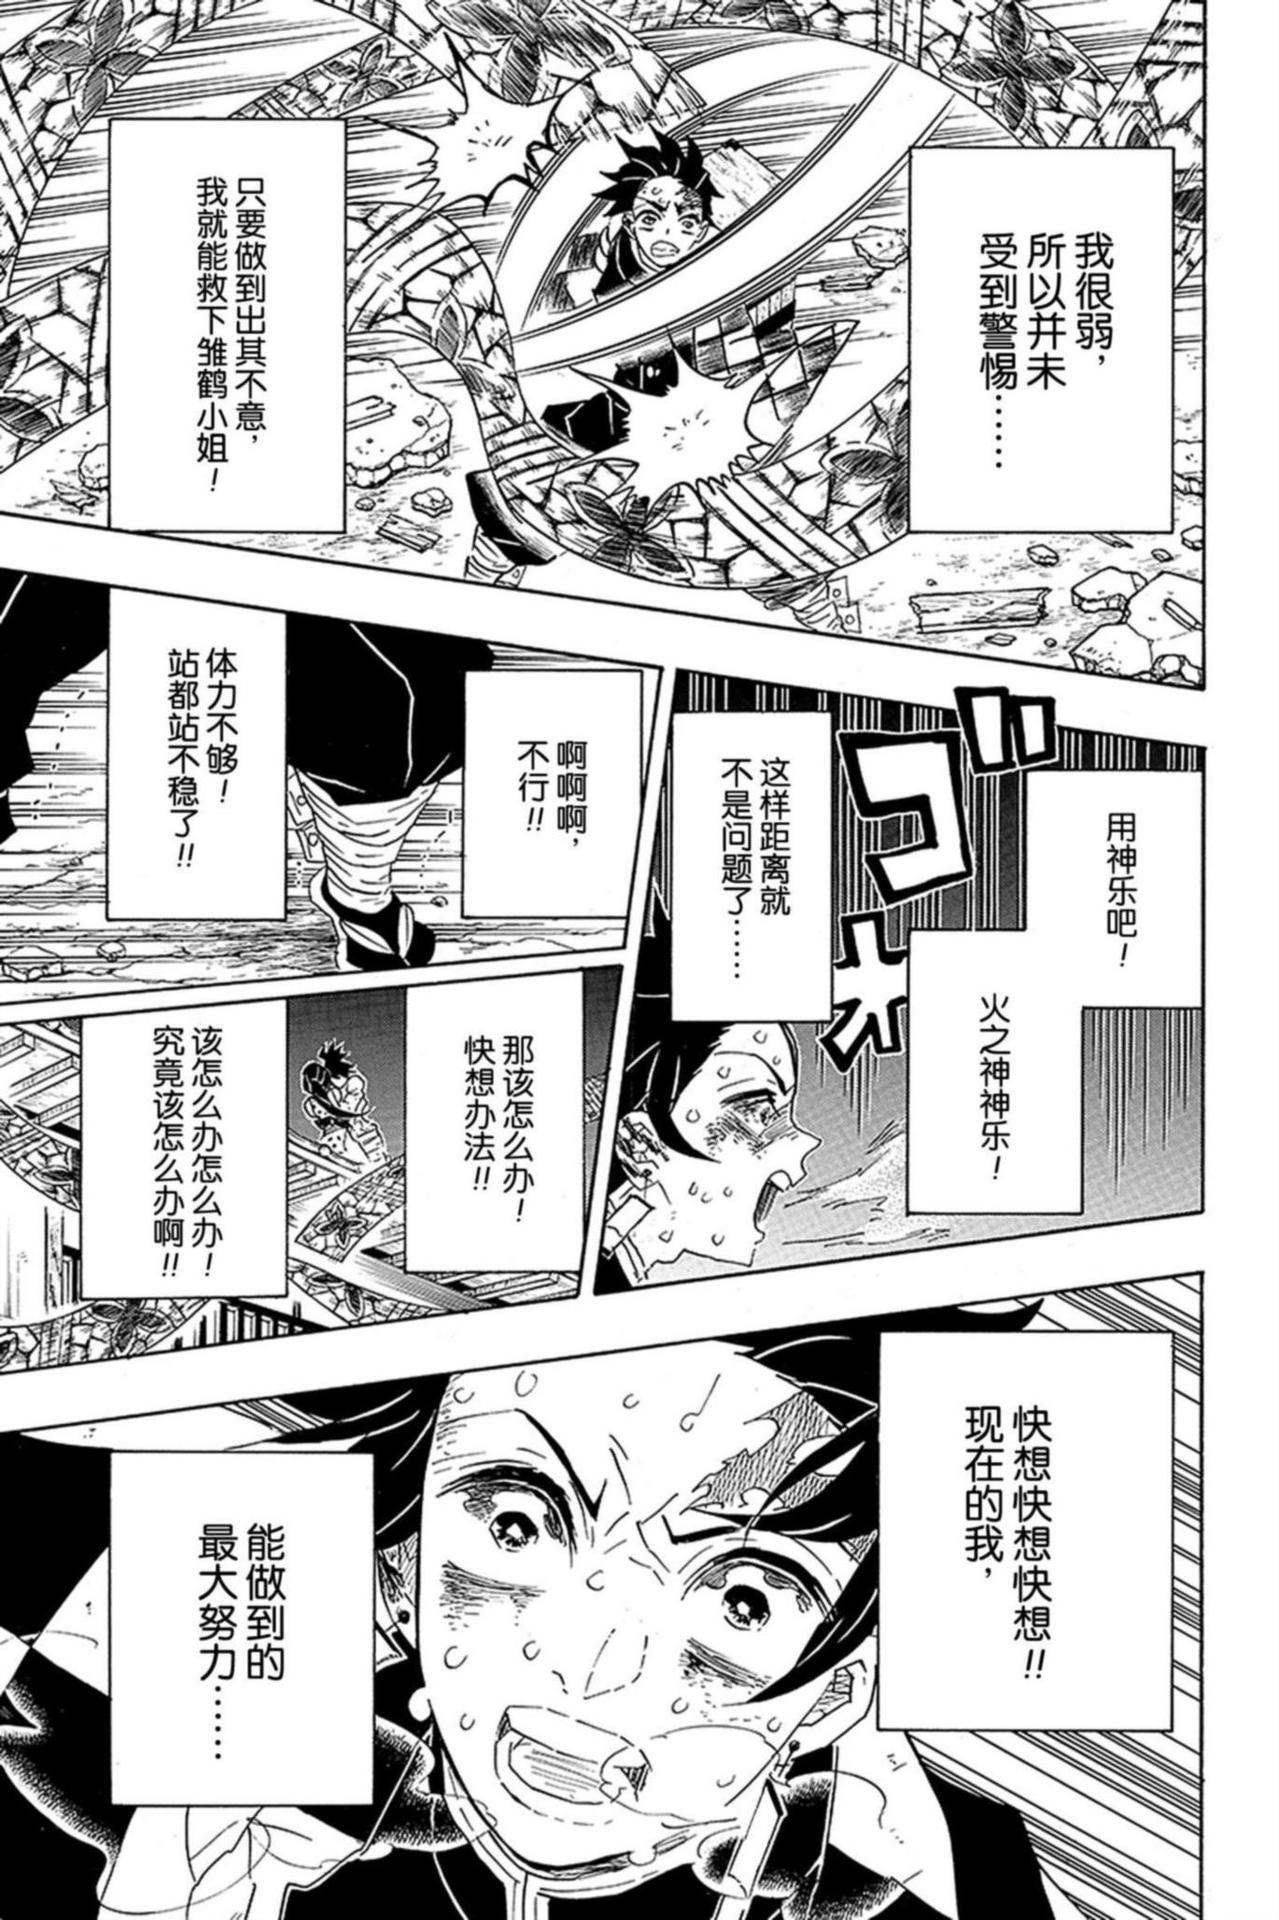 我很弱，
所以并未
受到警惕……
只要做到出其不意，
我就能救下雏鹤小姐！
用神乐吧！
火之神神乐！
ゴ
オ
这样距离就
不是问题了……
啊啊啊，
不行!!
体力不够！
站都站不稳了!!
那该怎么办！
快想办法!!
该怎么办怎么办！
究竟该怎么办啊!!
快想快想快想!!
现在的我，
能做到的
最大努力……